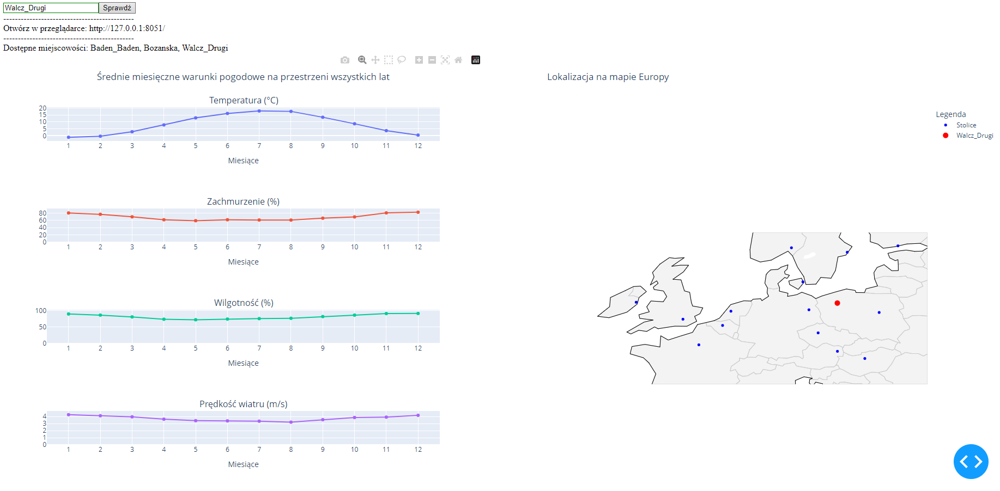 Walcz_Drugi Sprawdź
---------------------------------------------
Otwórz w przeglądarce: http://127.0.0.1:8051/
---------------------------------------------
Dostępne miejscowości: Baden_Baden, Bozanska, Walcz_Drugi
Średnie miesięczne warunki pogodowe na przestrzeni wszystkich lat
Temperatura (°C)
20
15
10
5
0
1 2 3 4 5 6 7 8 9 10 11 12
Miesiące
Zachmurzenie (%)
80
60
40
20
0
1 2 3 4 5 6 7 8 9 10 11 12
Miesiące
Wilgotność (%)
100
50
0
1 2 3 4 5 6 7 8 9 10 11 12
Miesiące
Prędkość wiatru (m/s)
4
3
2
1
0
1 2 3 4 5 6 7 8 9 10 11 12
Miesiące
Lokalizacja na mapie Europy
Legenda
Stolice
Walcz_Drugi